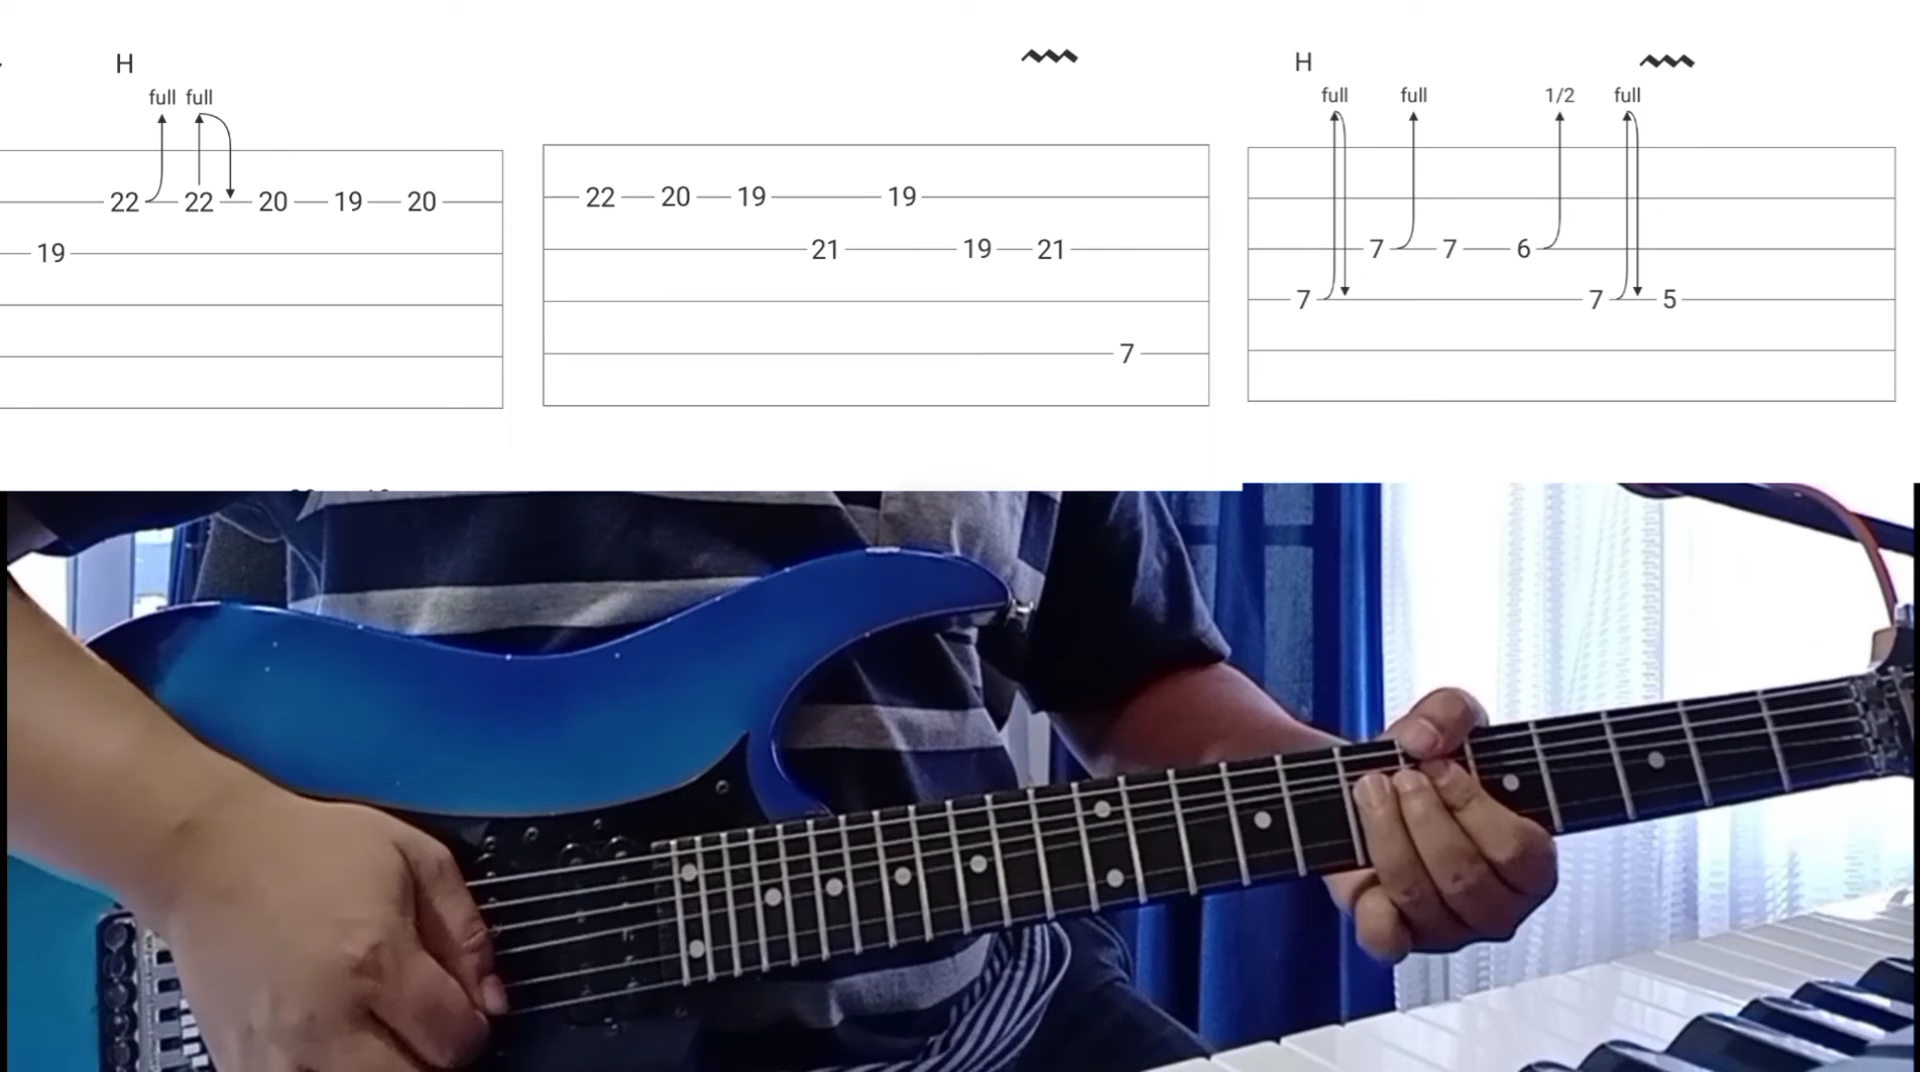 H
full full
22 22 20 19 20
19
22 20 19 19
21 19 21
7
H
full full 1/2 full
7 7 6
7 7 5